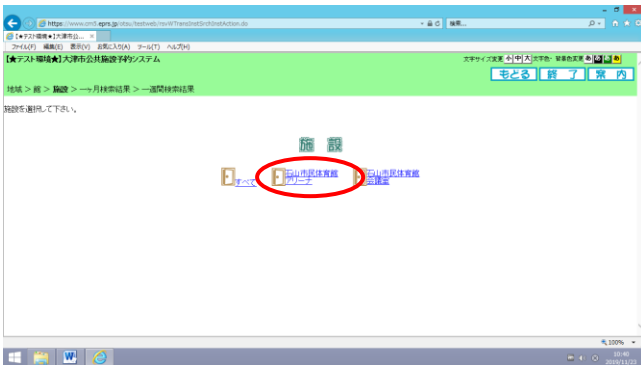 https://www.cm5.eprs.jp/otsu/testweb/rsvWTransInstSrchInstAction.do
検索...
【★テスト環境★】大津市公...
ファイル(F) 編集(E) 表示(V) お気に入り(A) ツール(T) ヘルプ(H)
【★テスト環境★】大津市公共施設予約システム
文字サイズ変更 小 中 大 文字色・背景色変更 あ あ あ あ
もどる 終了 案内
地域 > 館 > 施設 > 一ヶ月検索結果 > 一週間検索結果
施設を選択して下さい。
施設
すべて
石山市民体育館
アリーナ
石山市民体育館
会議室
100%
10:40
2019/11/22